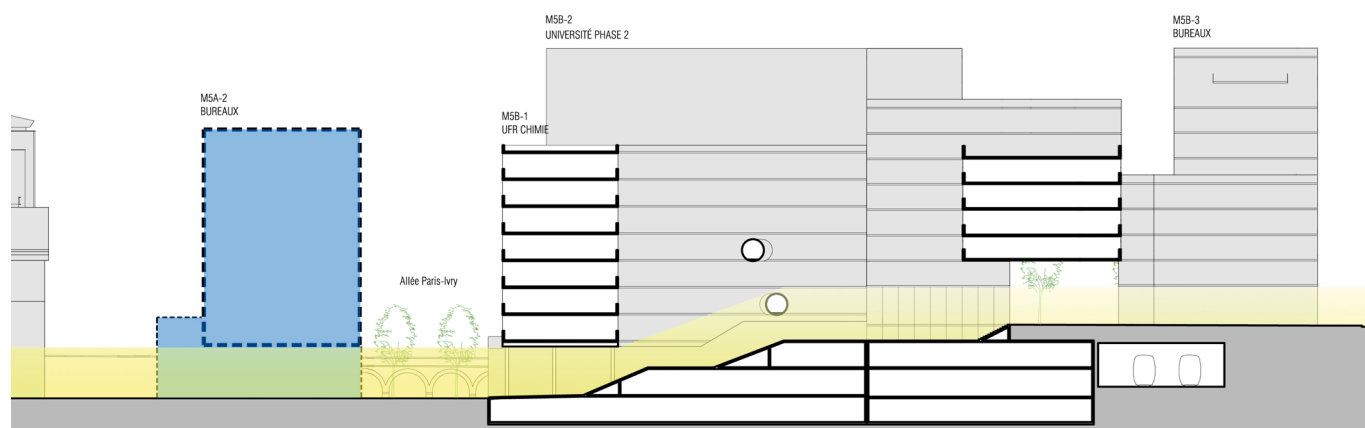 M5B-2
UNIVERSITÉ PHASE 2
M5B-3
BUREAUX
M5A-2
BUREAUX
M5B-1
UFR CHIMIE
Allée Paris-Ivry